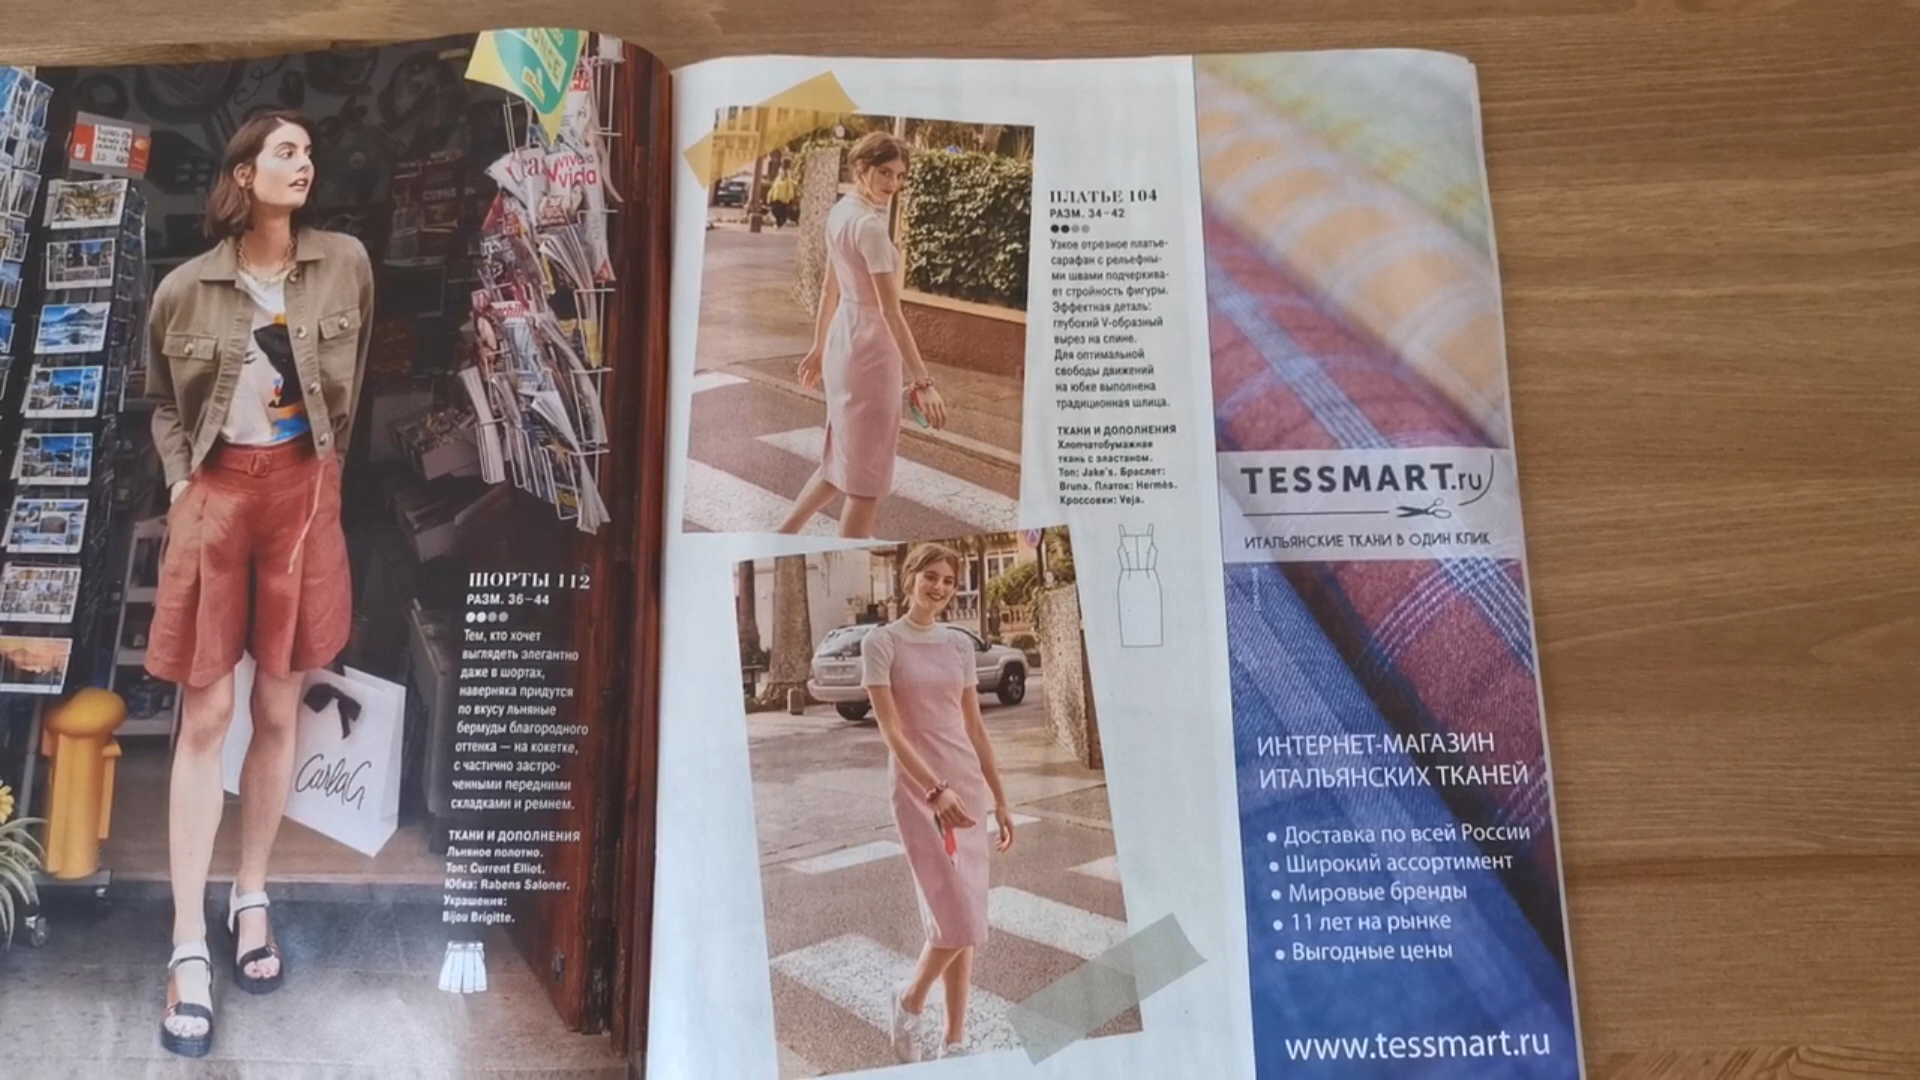 Viva
vida
CarlaG
ШОРТЫ 112
РАЗМ. 36–44
Тем, кто хочет
выглядеть элегантно
даже в шортах,
наверняка придутся
по вкусу льняные
бермуды благородного
оттенка — на кокетке,
с частично застро-
ченными передними
складками и ремнем.
ТКАНИ И ДОПОЛНЕНИЯ
Льняное полотно.
Топ: Current Elliot.
Юбка: Rabens Saloner.
Украшения:
Bijou Brigitte.
ПЛАТЬЕ 104
РАЗМ. 34–42
Узкое отрезное платье-
сарафан с рельефны-
ми швами подчеркива-
ет стройность фигуры.
Эффектная деталь:
глубокий V-образный
вырез на спине.
Для оптимальной
свободы движений
на юбке выполнена
традиционная шлица.
ТКАНИ И ДОПОЛНЕНИЯ
Хлопчатобумажная
ткань с эластаном.
Топ: Jake's. Браслет:
Bruna. Платок: Hermès.
Кроссовки: Veja.
TESSMART.ru
ИТАЛЬЯНСКИЕ ТКАНИ В ОДИН КЛИК
ИНТЕРНЕТ-МАГАЗИН
ИТАЛЬЯНСКИХ ТКАНЕЙ
• Доставка по всей России
• Широкий ассортимент
• Мировые бренды
• 11 лет на рынке
• Выгодные цены
www.tessmart.ru